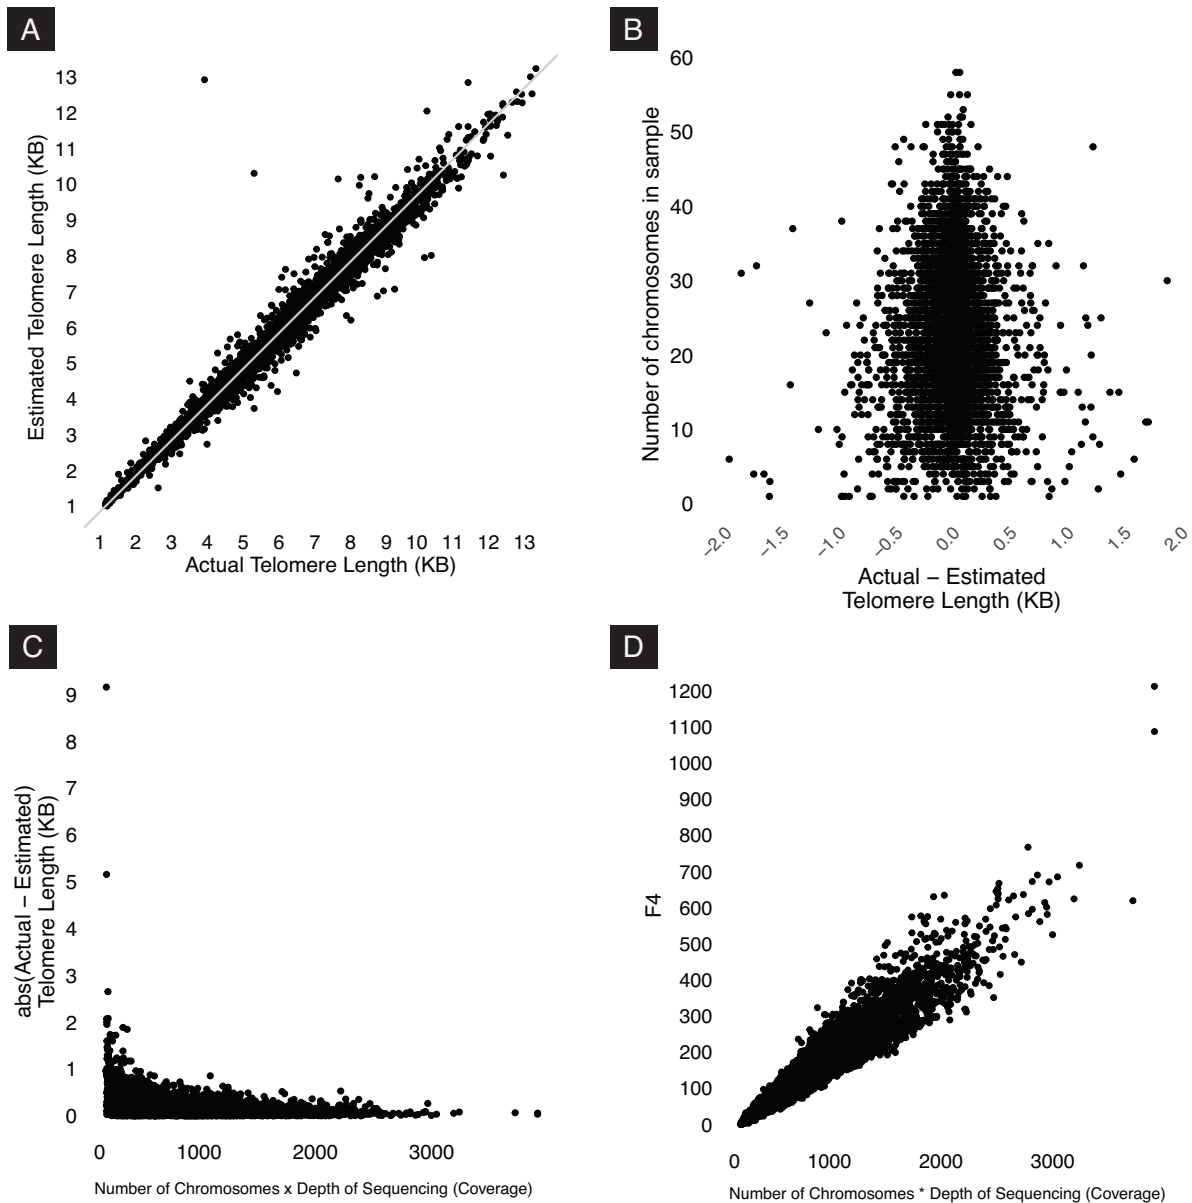 A
Estimated Telomere Length (KB)
13
12
11
10
9
8
7
6
5
4
3
2
1
1 2 3 4 5 6 7 8 9 10 11 12 13
Actual Telomere Length (KB)
B
Number of chromosomes in sample
60
50
40
30
20
10
0
−2.0 −1.5 −1.0 −0.5 0.0 0.5 1.0 1.5 2.0
Actual − Estimated
Telomere Length (KB)
C
abs(Actual − Estimated)
Telomere Length (KB)
9
8
7
6
5
4
3
2
1
0
0 1000 2000 3000
Number of Chromosomes x Depth of Sequencing (Coverage)
D
F4
1200
1100
1000
900
800
700
600
500
400
300
200
100
0
0 1000 2000 3000
Number of Chromosomes * Depth of Sequencing (Coverage)